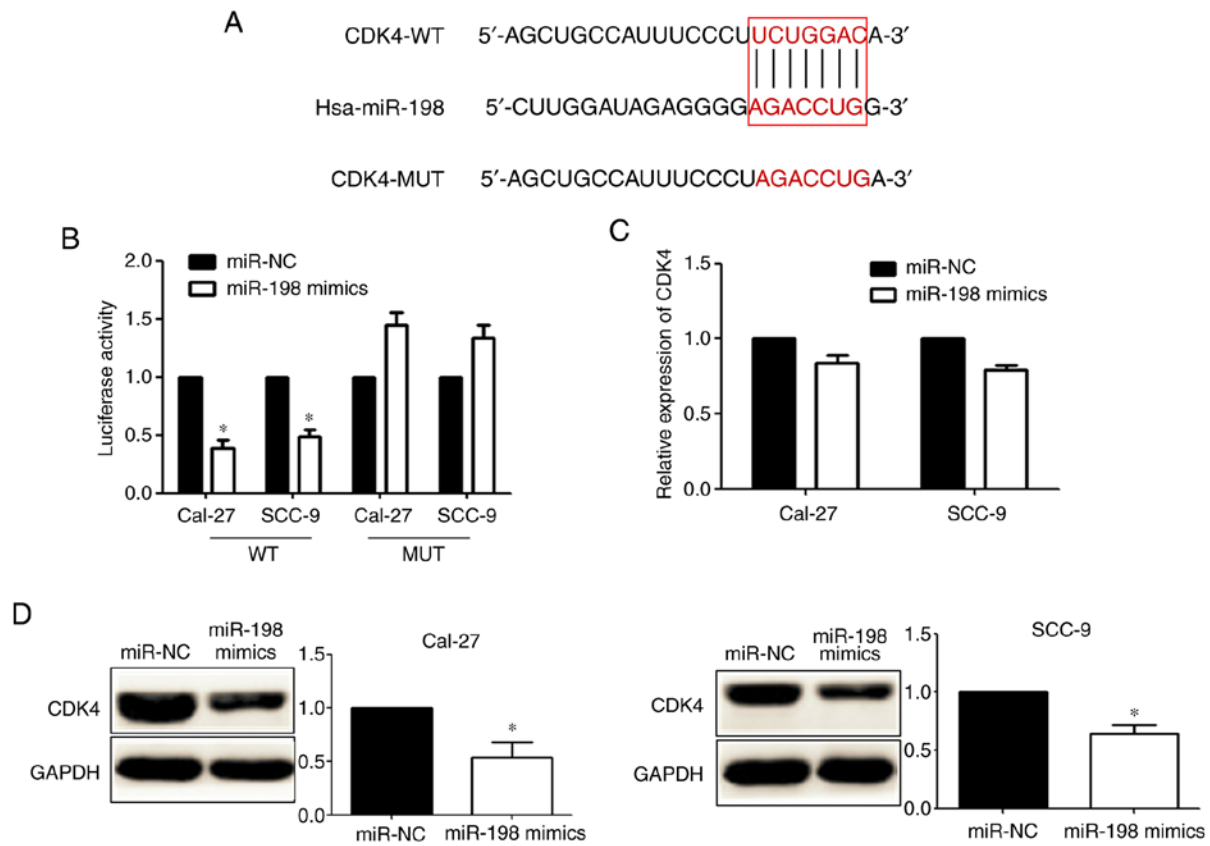 A
CDK4-WT 5′-AGCUGCCAUUUCCCUUCUGGACA-3′
Hsa-miR-198 5′-CUUGGAUAGAGGGGAGACCUGG-3′
CDK4-MUT 5′-AGCUGCCAUUUCCCUAGACCUGA-3′
B
miR-NC
miR-198 mimics
Luciferase activity
2.0
1.5
1.0
0.5
0.0
* *
Cal-27 SCC-9 Cal-27 SCC-9
WT MUT
C
miR-NC
miR-198 mimics
Relative expression of CDK4
1.5
1.0
0.5
0.0
Cal-27 SCC-9
D
miR-NC miR-198 mimics
CDK4
GAPDH
Cal-27
1.5
1.0
0.5
0.0
*
miR-NC miR-198 mimics
miR-NC miR-198 mimics
CDK4
GAPDH
SCC-9
1.5
1.0
0.5
0.0
*
miR-NC miR-198 mimics